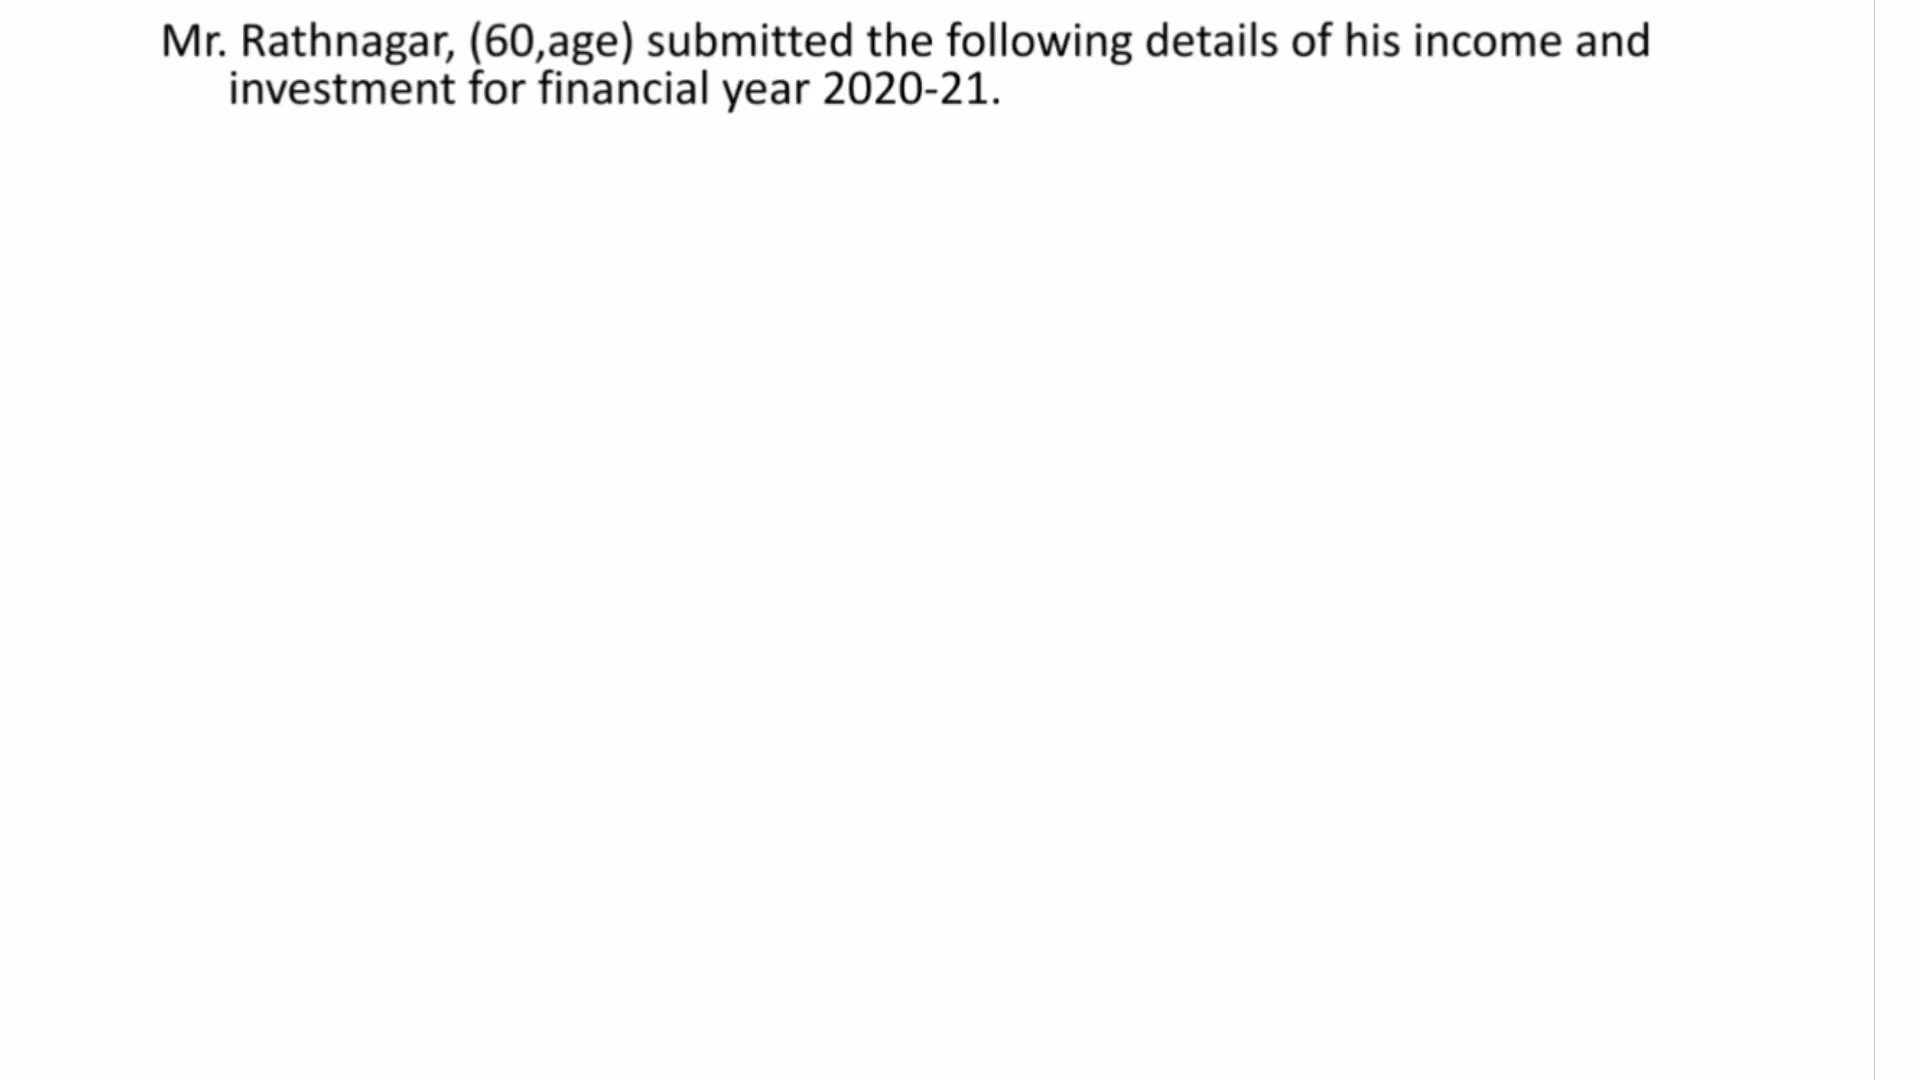 Mr. Rathnagar, (60,age) submitted the following details of his income and
investment for financial year 2020-21.